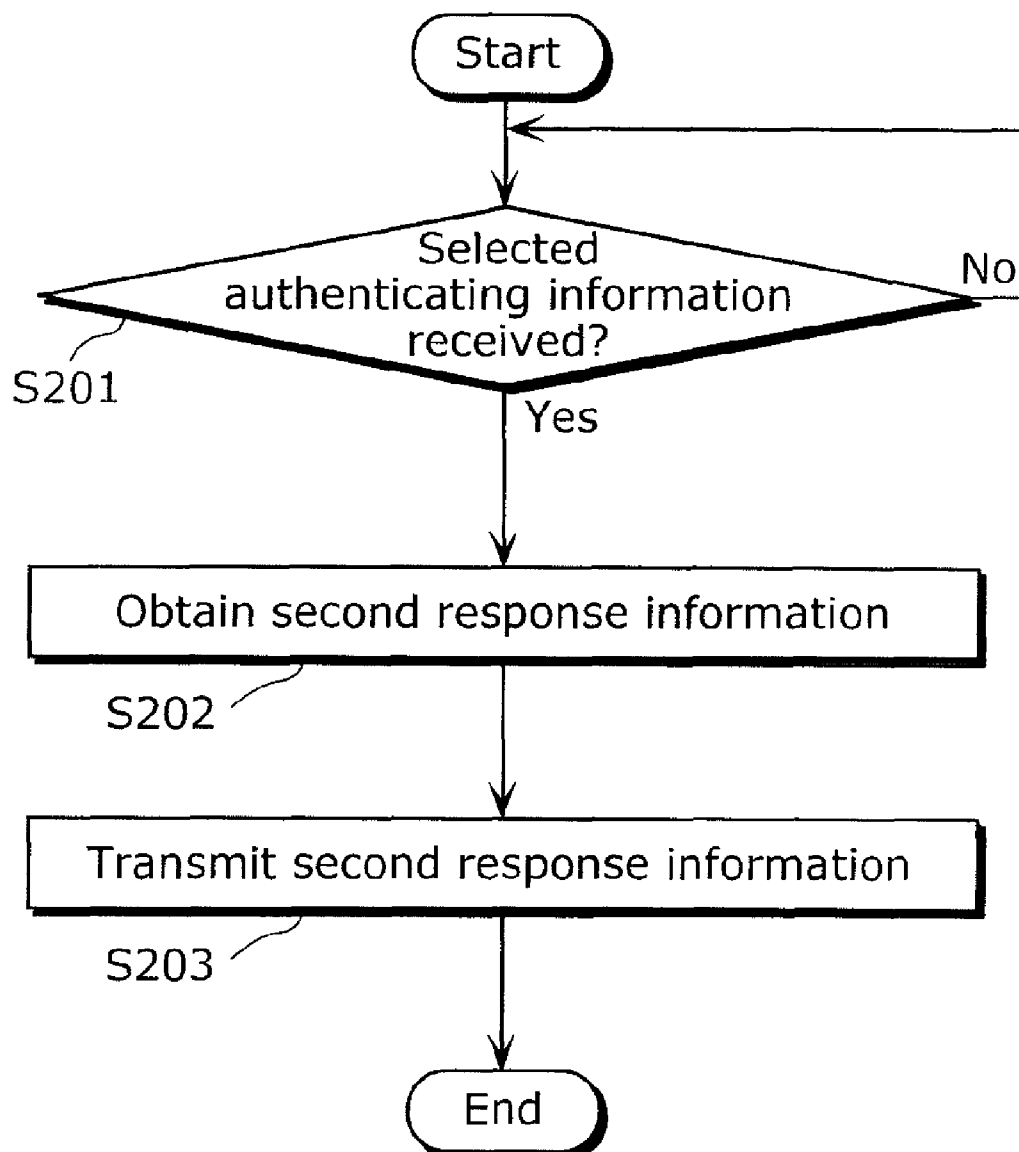 Start
Selected
authenticating information
received?
No
S201
Yes
Obtain second response information
S202
Transmit second response information
S203
End